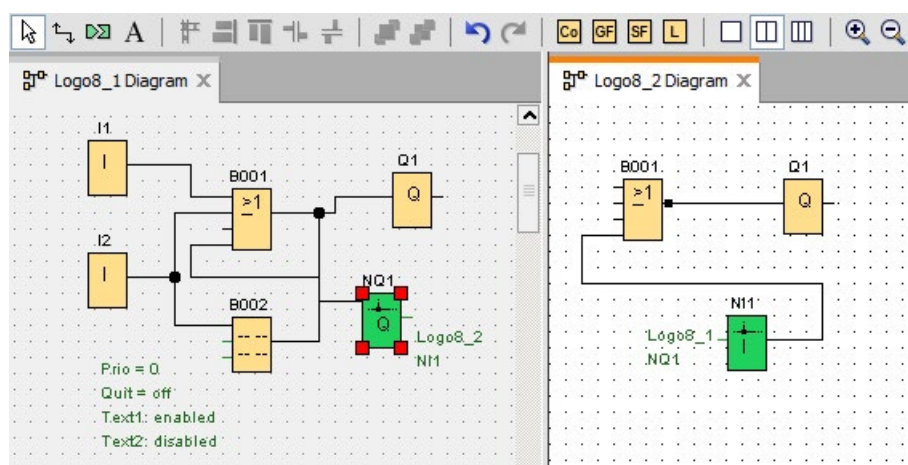 A
Co GF SF L
Logo8_1 Diagram
Logo8_2 Diagram
I1
I
B001
≥1
Q1
Q
I2
I
B002
NQ1
Q
Logo8_2
NI1
Prio = 0
Quit = off
Text1: enabled
Text2: disabled
B001
≥1
Q1
Q
NI1
I
Logo8_1
NQ1